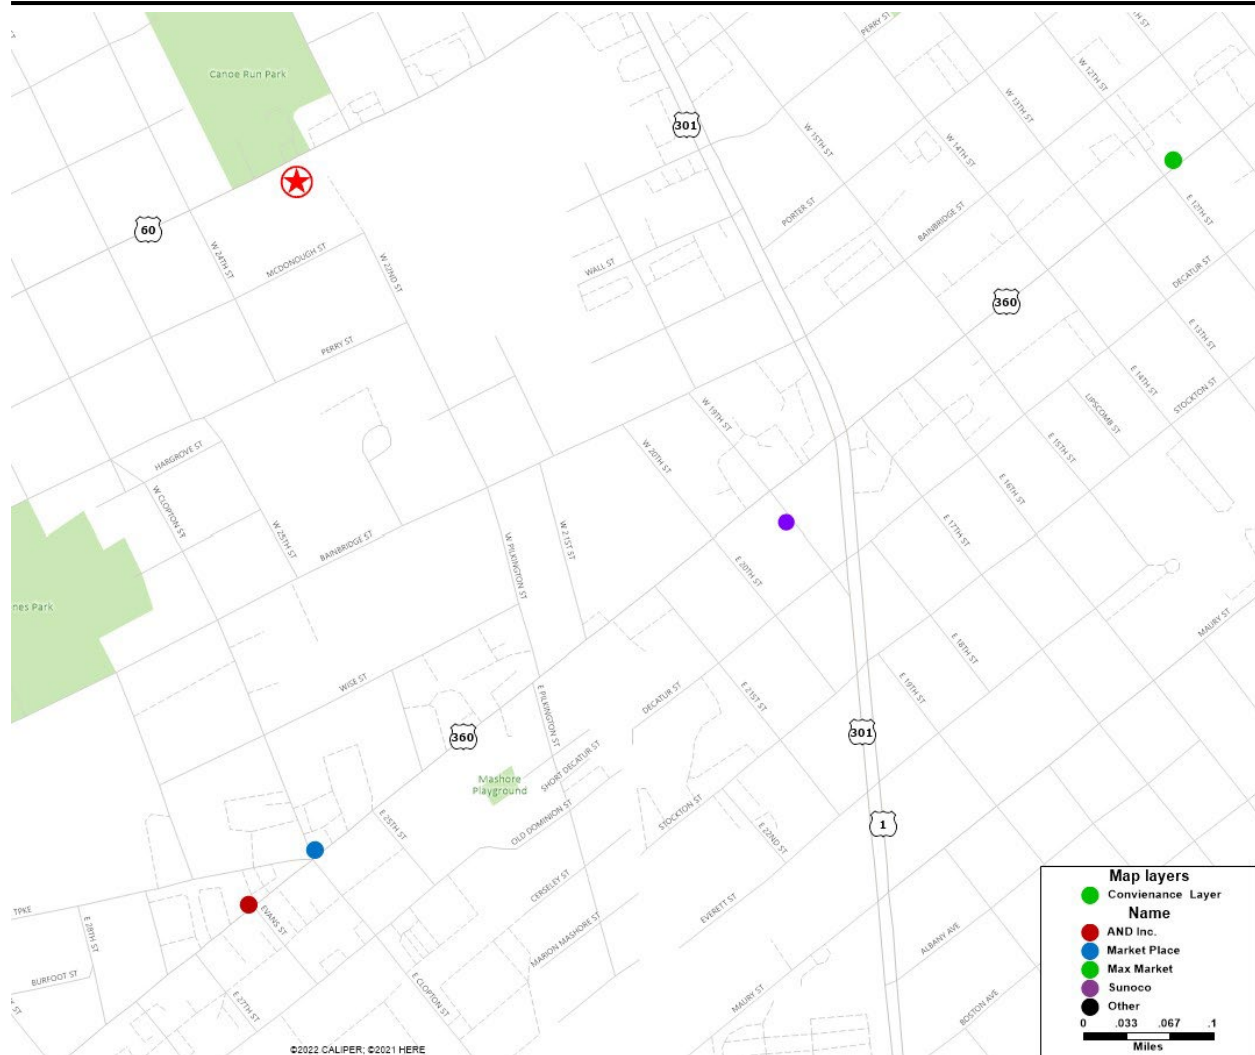 PERRY ST
Canoe Run Park
W 12TH ST
W 13TH ST
301
W 15TH ST
W 14TH ST
60
W 24TH ST
MCDONOUGH ST
W 22ND ST
WALL ST
PORTER ST
BAINBRIDGE ST
E 12TH ST
DECATUR ST
360
PERRY ST
E 13TH ST
E 14TH ST
STOCKTON ST
LIPSCOMB ST
W 19TH ST
W 20TH ST
E 15TH ST
HARGROVE ST
W CLOPTON ST
W 25TH ST
BAINBRIDGE ST
W PILKINGTON ST
W 21ST ST
E 16TH ST
E 17TH ST
E 20TH ST
nes Park
MAURY ST
E 18TH ST
WISE ST
E PILKINGTON ST
DECATUR ST
E 21ST ST
E 19TH ST
360
301
Mashore
Playground
SHORT DECATUR ST
E 25TH ST
OLD DOMINION ST
STOCKTON ST
E 22ND ST
1
CERSELEY ST
EVERETT ST
TPKE
E 28TH ST
EVANS ST
MARION MASHORE ST
ALBANY AVE
BURFOOT ST
E 27TH ST
E CLOPTON ST
MAURY ST
BOSTON AVE
Map layers
Convienance Layer
Name
AND Inc.
Market Place
Max Market
Sunoco
Other
0 .033 .067 .1
Miles
©2022 CALIPER; ©2021 HERE